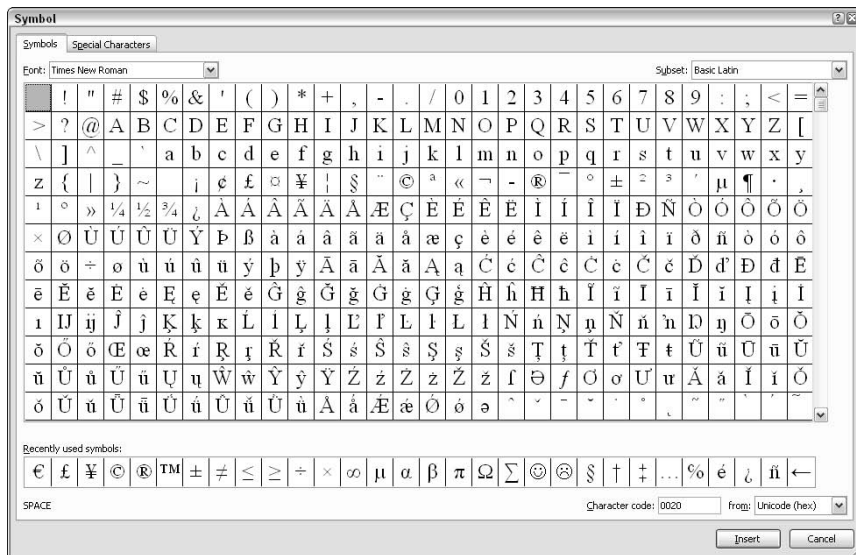 Symbol
Symbols Special Characters
Font: Times New Roman Subset: Basic Latin
! " # $ % & ' ( ) * + , - . / 0 1 2 3 4 5 6 7 8 9 : ; < =
> ? @ A B C D E F G H I J K L M N O P Q R S T U V W X Y Z [
\ ] ^ _ ` a b c d e f g h i j k l m n o p q r s t u v w x y
z { | } ~ ¡ ¢ £ ¤ ¥ ¦ § ¨ © ª « ¬ - ® ¯ ° ± ² ³ ´ µ ¶ · ¸
¹ º » ¼ ½ ¾ ¿ À Á Â Ã Ä Å Æ Ç È É Ê Ë Ì Í Î Ï Ð Ñ Ò Ó Ô Õ Ö
× Ø Ù Ú Û Ü Ý Þ ß à á â ã ä å æ ç è é ê ë ì í î ï ð ñ ò ó ô
õ ö ÷ ø ù ú û ü ý þ ÿ Ā ā Ă ă Ą ą Ć ć Ĉ ĉ Ċ ċ Č č Ď ď Đ đ Ē
ē Ĕ ĕ Ė ė Ę ę Ě ě Ĝ ĝ Ğ ğ Ġ ġ Ģ ģ Ĥ ĥ Ħ ħ Ĩ ĩ Ī ī Ĭ ĭ Į į İ
ı Ĳ ĳ Ĵ ĵ Ķ ķ ĸ Ĺ ĺ Ļ ļ Ľ ľ Ŀ ŀ Ł ł Ń ń Ņ ņ Ň ň ŉ Ŋ ŋ Ō ō Ŏ
ŏ Ő ő Œ œ Ŕ ŕ Ŗ ŗ Ř ř Ś ś Ŝ ŝ Ş ş Š š Ţ ţ Ť ť Ŧ ŧ Ũ ũ Ū ū Ŭ
ŭ Ů ů Ű ű Ų ų Ŵ ŵ Ŷ ŷ Ÿ Ź ź Ż ż Ž ž ſ Ə ƒ Ơ ơ Ư ư Ǎ ǎ Ǐ ǐ Ǒ
ǒ Ǔ ǔ Ǖ ǖ Ǘ ǘ Ǚ ǚ Ǜ ǜ Ǻ ǻ Ǽ ǽ Ǿ ǿ ə
Recently used symbols:
€ £ ¥ © ® ™ ± ≠ ≤ ≥ ÷ × ∞ µ α β π Ω ∑ ☺ ☹ § † ‡ … ℅ é ¿ ñ ←
SPACE Character code: 0020 from: Unicode (hex)
Insert Cancel